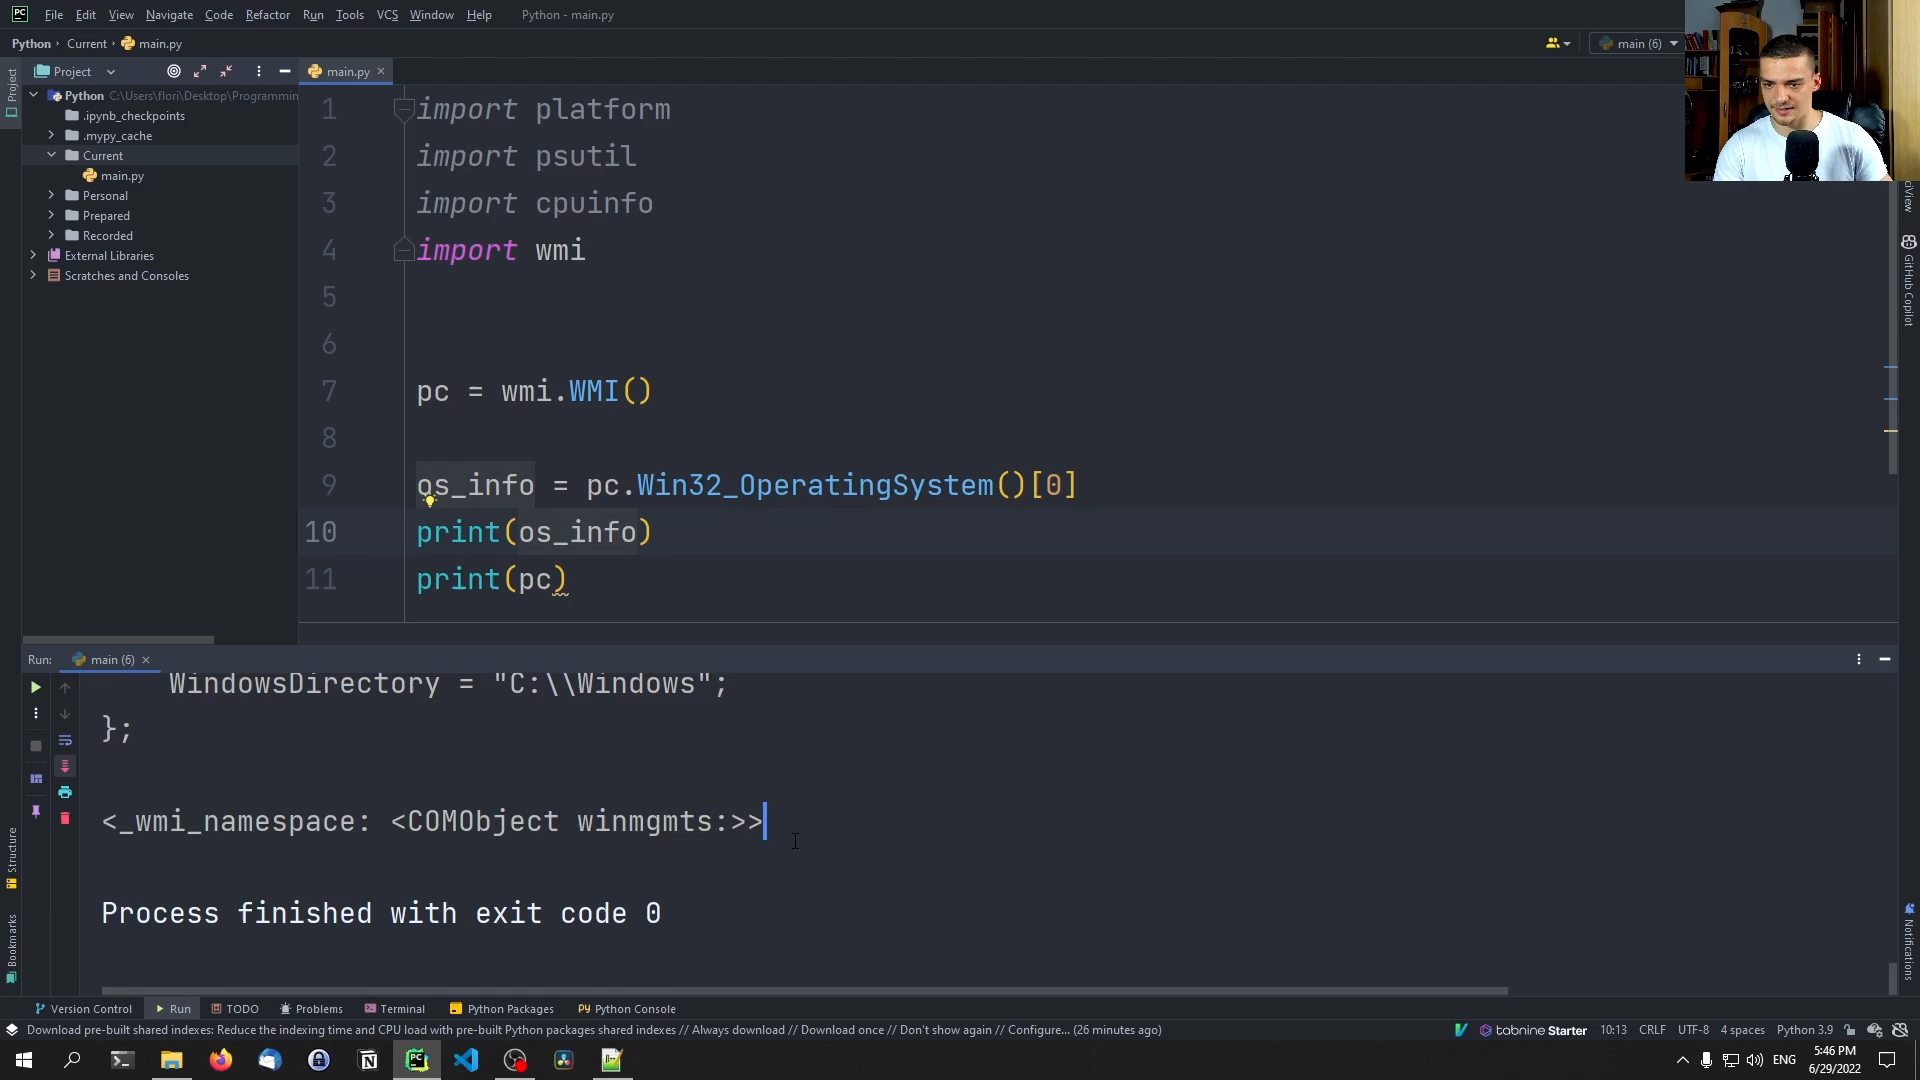 PC File Edit View Navigate Code Refactor Run Tools VCS Window Help Python - main.py
Python Current main.py main (6)
Project main.py
Project
Python C:\Users\flori\Desktop\Programmin
.ipynb_checkpoints
.mypy_cache
Current
main.py
Personal
Prepared
Recorded
External Libraries
Scratches and Consoles
1 import platform
2 import psutil
3 import cpuinfo
4 import wmi
5
6
7 pc = wmi.WMI()
8
9 os_info = pc.Win32_OperatingSystem()[0]
10 print(os_info)
11 print(pc)
ciView
GitHub Copilot
Run: main (6)
WindowsDirectory = "C:\\Windows";
};
<_wmi_namespace: <COMObject winmgmts:>>
Process finished with exit code 0
Structure
Bookmarks
Notifications
Version Control Run TODO Problems Terminal Python Packages Python Console
Download pre-built shared indexes: Reduce the indexing time and CPU load with pre-built Python packages shared indexes // Always download // Download once // Don't show again // Configure... (26 minutes ago) tabnine Starter 10:13 CRLF UTF-8 4 spaces Python 3.9
ENG 5:46 PM
6/29/2022